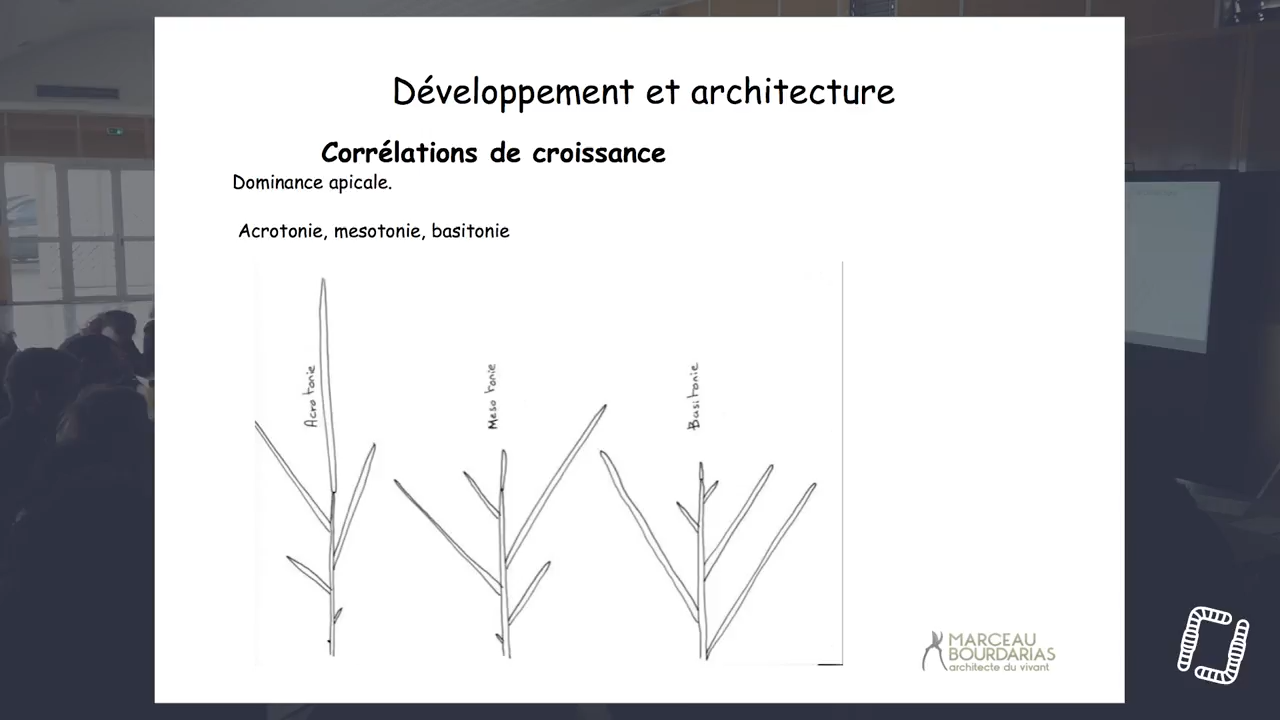 Développement et architecture
Corrélations de croissance
Dominance apicale.
Acrotonie, mesotonie, basitonie
Acrotonie
Mesotonie
Basitonie
MARCEAU
BOURDARIAS
architecte du vivant